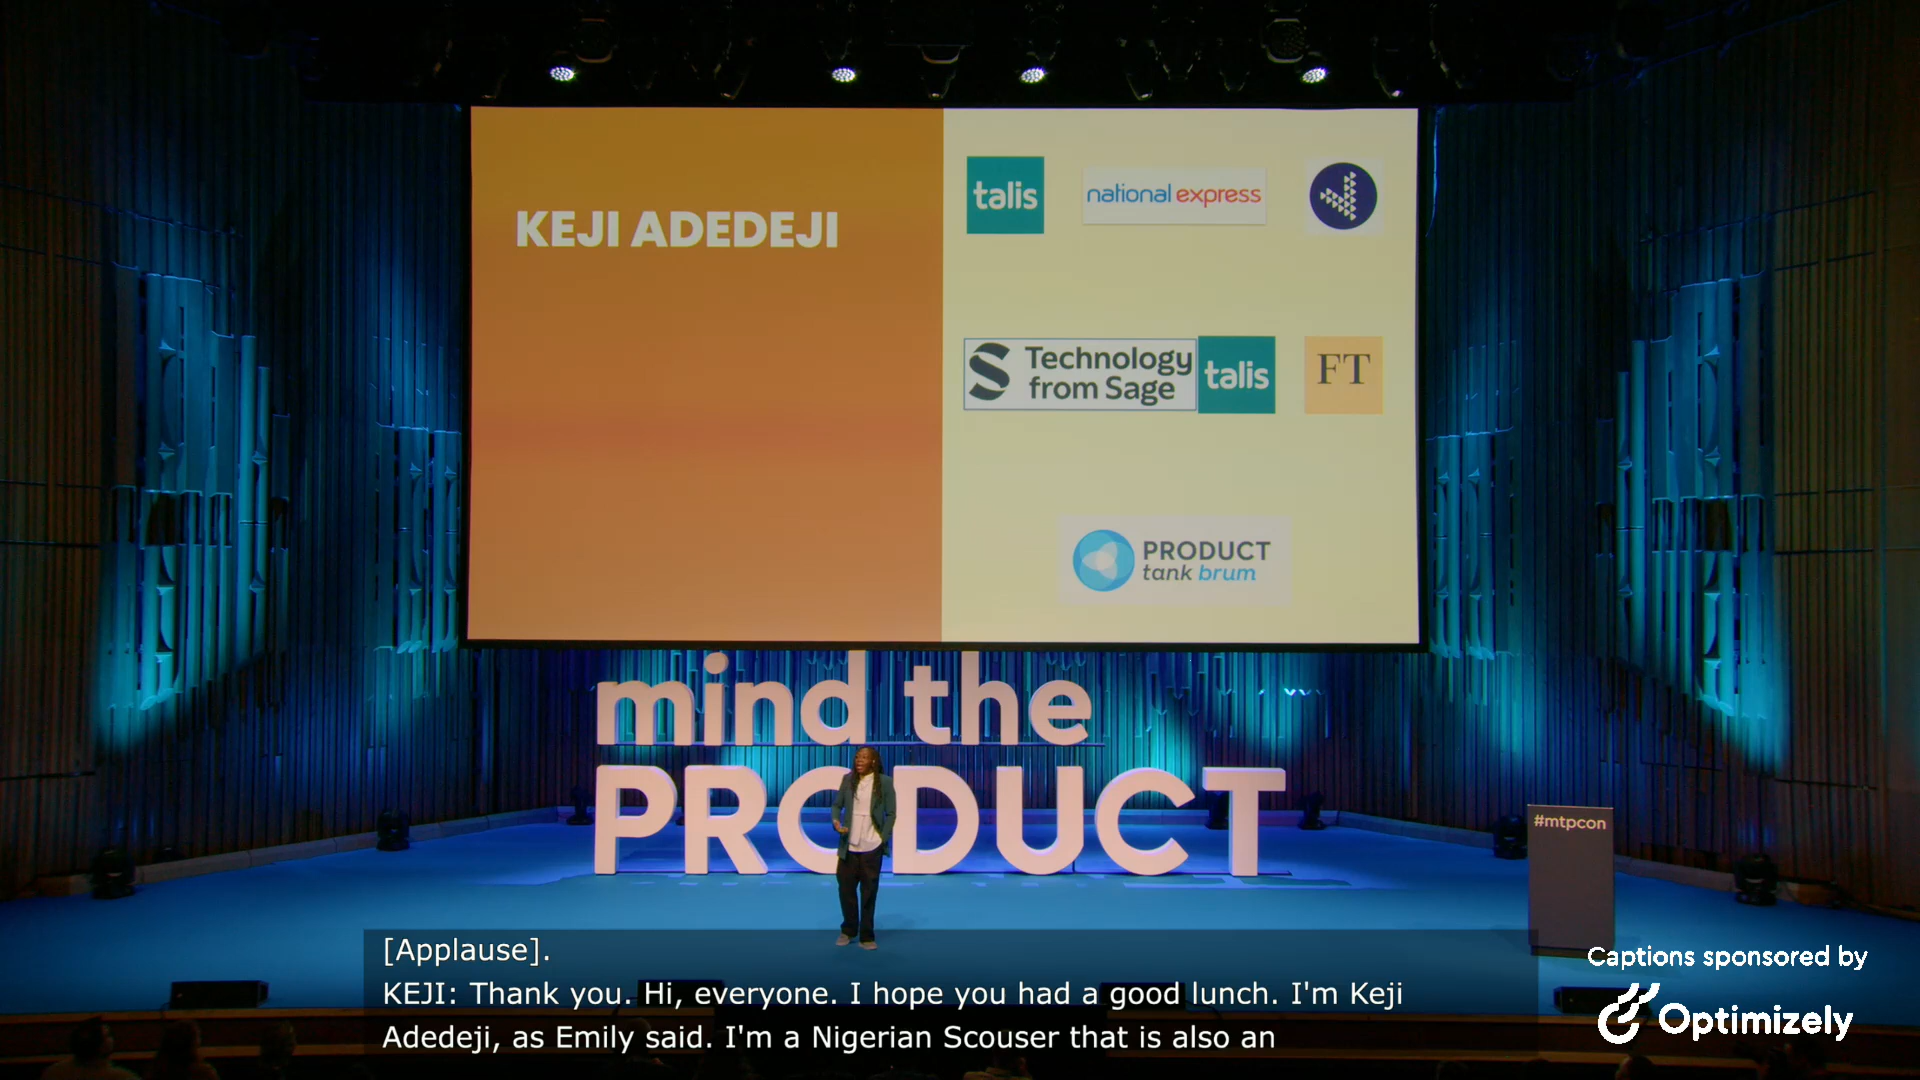 KEJI ADEDEJI
talis
national express
Technology
from Sage
talis
FT
PRODUCT
tank brum
mind the
PRODUCT
#mtpcon
[Applause].
KEJI: Thank you. Hi, everyone. I hope you had a good lunch. I'm Keji
Adedeji, as Emily said. I'm a Nigerian Scouser that is also an
Captions sponsored by
Optimizely